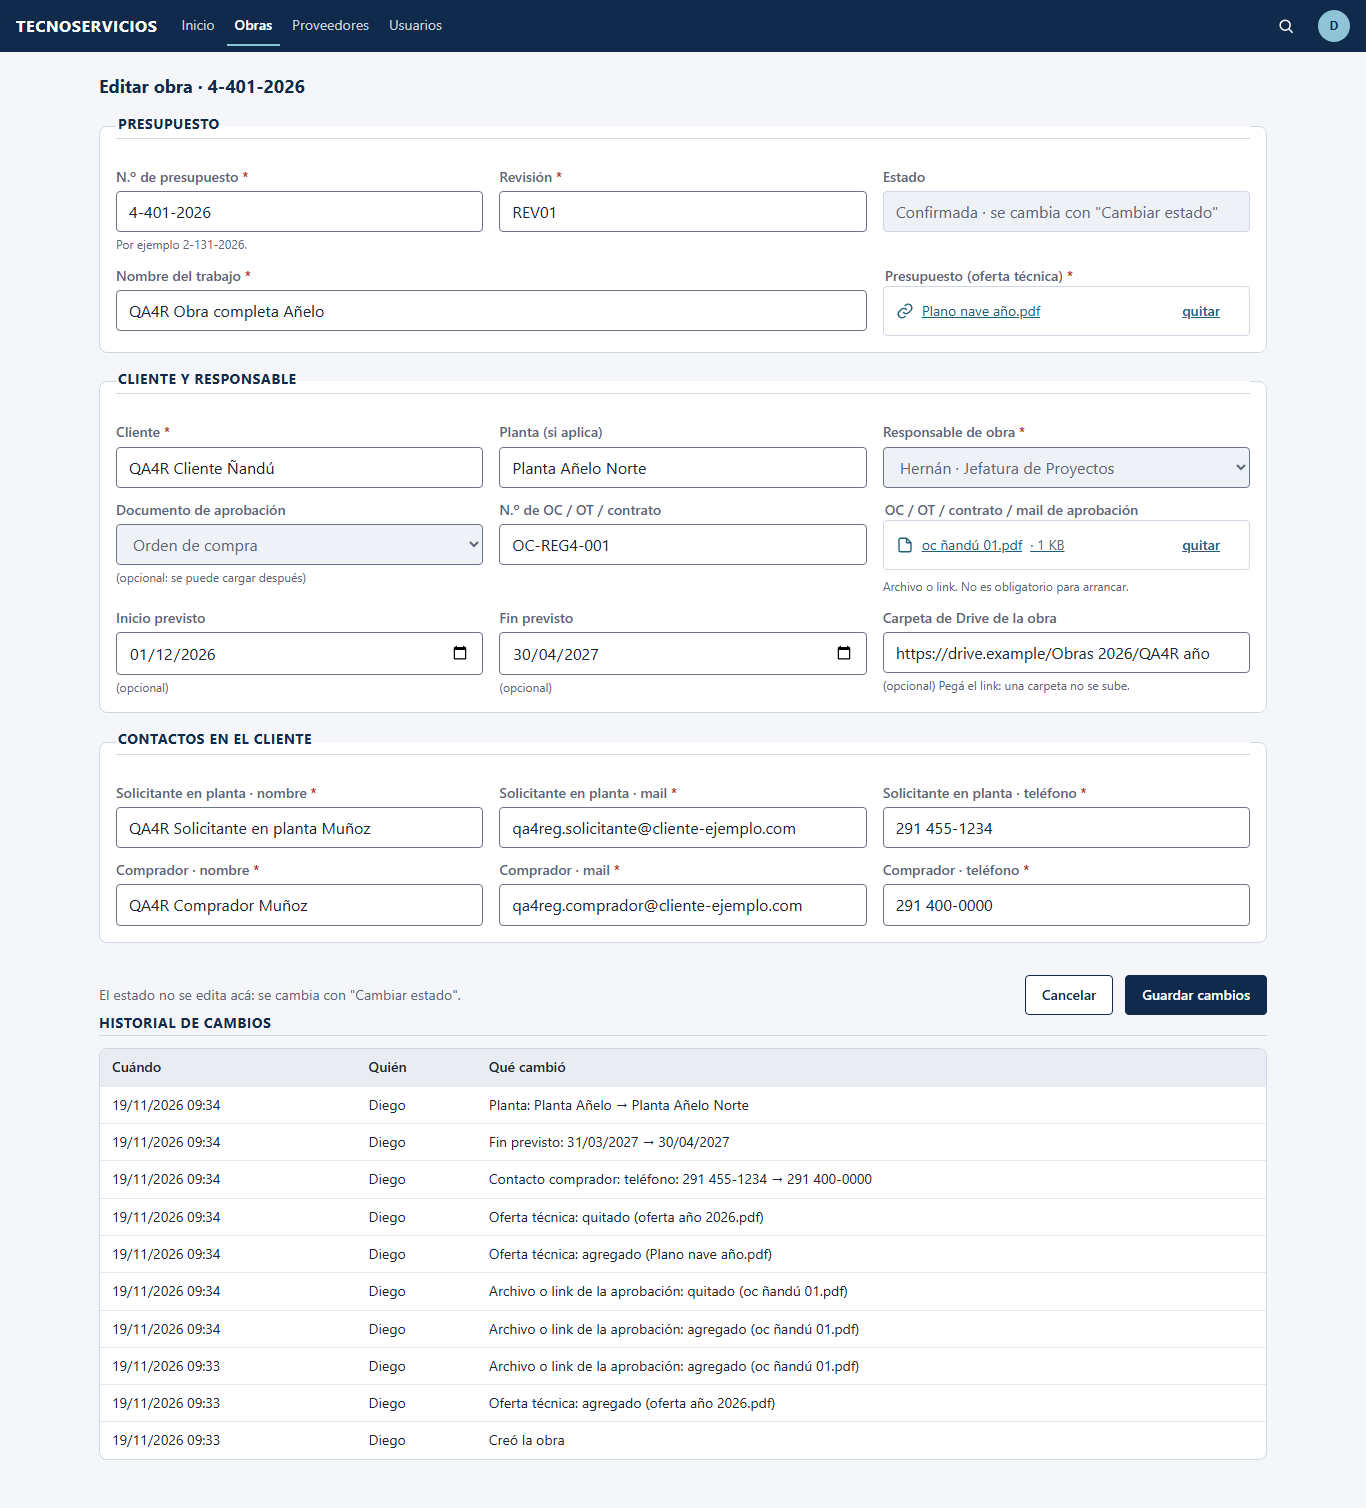 TECNOSERVICIOS Inicio Obras Proveedores Usuarios D
Editar obra · 4-401-2026
PRESUPUESTO
N.º de presupuesto * Revisión * Estado
4-401-2026 REV01 Confirmada · se cambia con "Cambiar estado"
Por ejemplo 2-131-2026.
Nombre del trabajo * Presupuesto (oferta técnica) *
QA4R Obra completa Añelo Plano nave año.pdf quitar
CLIENTE Y RESPONSABLE
Cliente * Planta (si aplica) Responsable de obra *
QA4R Cliente Ñandú Planta Añelo Norte Hernán · Jefatura de Proyectos
Documento de aprobación N.º de OC / OT / contrato OC / OT / contrato / mail de aprobación
Orden de compra OC-REG4-001 oc ñandú 01.pdf · 1 KB quitar
(opcional: se puede cargar después) Archivo o link. No es obligatorio para arrancar.
Inicio previsto Fin previsto Carpeta de Drive de la obra
01/12/2026 30/04/2027 https://drive.example/Obras 2026/QA4R año
(opcional) (opcional) (opcional) Pegá el link: una carpeta no se sube.
CONTACTOS EN EL CLIENTE
Solicitante en planta · nombre * Solicitante en planta · mail * Solicitante en planta · teléfono *
QA4R Solicitante en planta Muñoz qa4reg.solicitante@cliente-ejemplo.com 291 455-1234
Comprador · nombre * Comprador · mail * Comprador · teléfono *
QA4R Comprador Muñoz qa4reg.comprador@cliente-ejemplo.com 291 400-0000
El estado no se edita acá: se cambia con "Cambiar estado". Cancelar Guardar cambios
HISTORIAL DE CAMBIOS
Cuándo Quién Qué cambió
19/11/2026 09:34 Diego Planta: Planta Añelo → Planta Añelo Norte
19/11/2026 09:34 Diego Fin previsto: 31/03/2027 → 30/04/2027
19/11/2026 09:34 Diego Contacto comprador: teléfono: 291 455-1234 → 291 400-0000
19/11/2026 09:34 Diego Oferta técnica: quitado (oferta año 2026.pdf)
19/11/2026 09:34 Diego Oferta técnica: agregado (Plano nave año.pdf)
19/11/2026 09:34 Diego Archivo o link de la aprobación: quitado (oc ñandú 01.pdf)
19/11/2026 09:34 Diego Archivo o link de la aprobación: agregado (oc ñandú 01.pdf)
19/11/2026 09:33 Diego Archivo o link de la aprobación: agregado (oc ñandú 01.pdf)
19/11/2026 09:33 Diego Oferta técnica: agregado (oferta año 2026.pdf)
19/11/2026 09:33 Diego Creó la obra